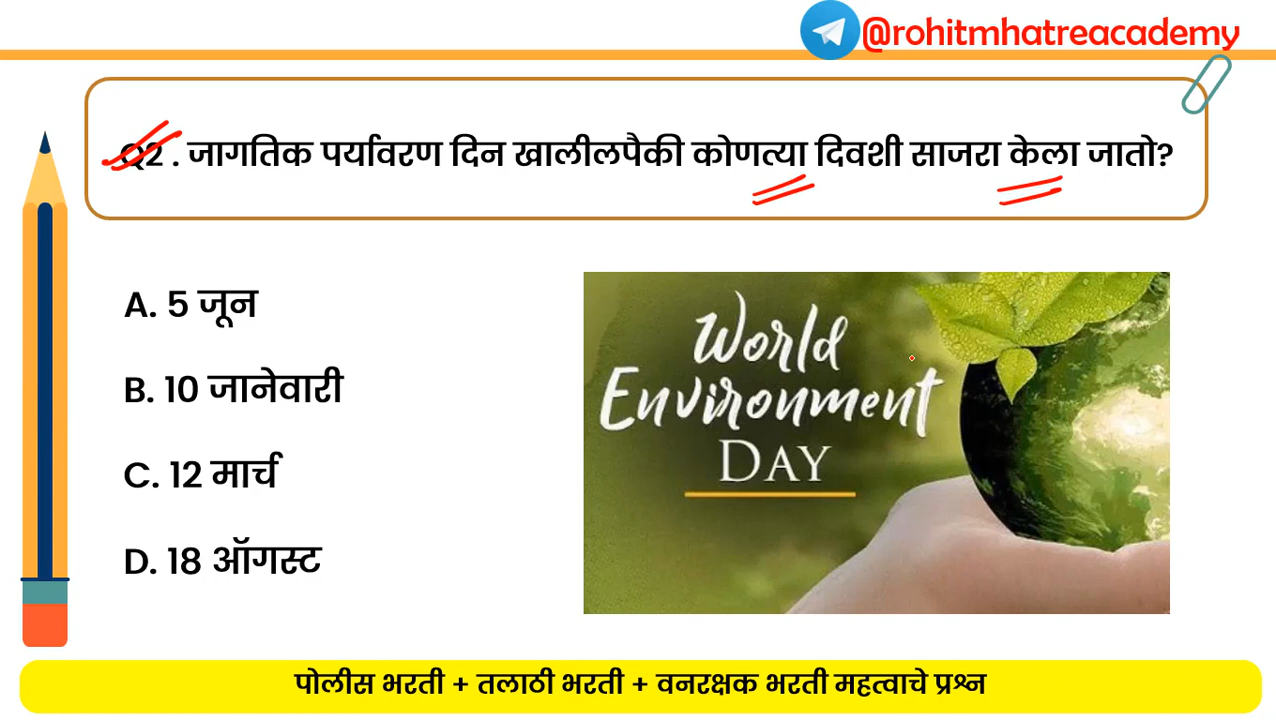 @rohitmhatreacademy
Q2 . जागतिक पर्यावरण दिन खालीलपैकी कोणत्या दिवशी साजरा केला जातो?
A. 5 जून
B. 10 जानेवारी
C. 12 मार्च
D. 18 ऑगस्ट
World
Environment
DAY
पोलीस भरती + तलाठी भरती + वनरक्षक भरती महत्वाचे प्रश्न